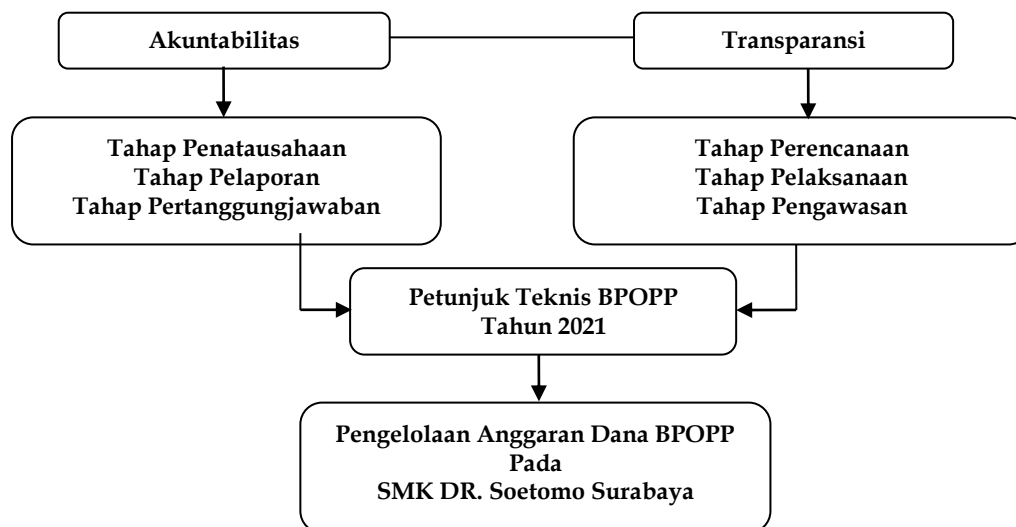 Akuntabilitas
Transparansi
Tahap Penatausahaan
Tahap Pelaporan
Tahap Pertanggungjawaban
Tahap Perencanaan
Tahap Pelaksanaan
Tahap Pengawasan
Petunjuk Teknis BPOPP
Tahun 2021
Pengelolaan Anggaran Dana BPOPP
Pada
SMK DR. Soetomo Surabaya